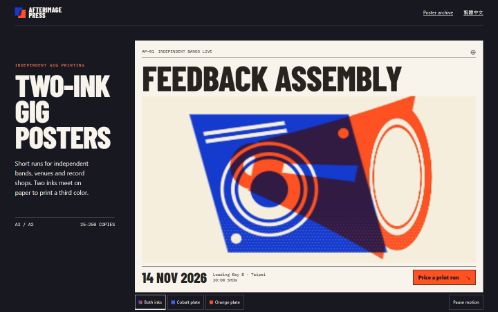 AFTERIMAGE
PRESS
Poster archive
繁體中文
INDEPENDENT GIG PRINTING
TWO-INK
GIG
POSTERS
Short runs for independent
bands, venues and record
shops. Two inks meet on
paper to print a third color.
A3 / A2
25–250 COPIES
AP–01 INDEPENDENT BANDS LIVE
FEEDBACK ASSEMBLY
14 NOV 2026
Loading Bay 8 · Taipei
Price a print run
Both inks
Cobalt plate
Orange plate
Pause motion